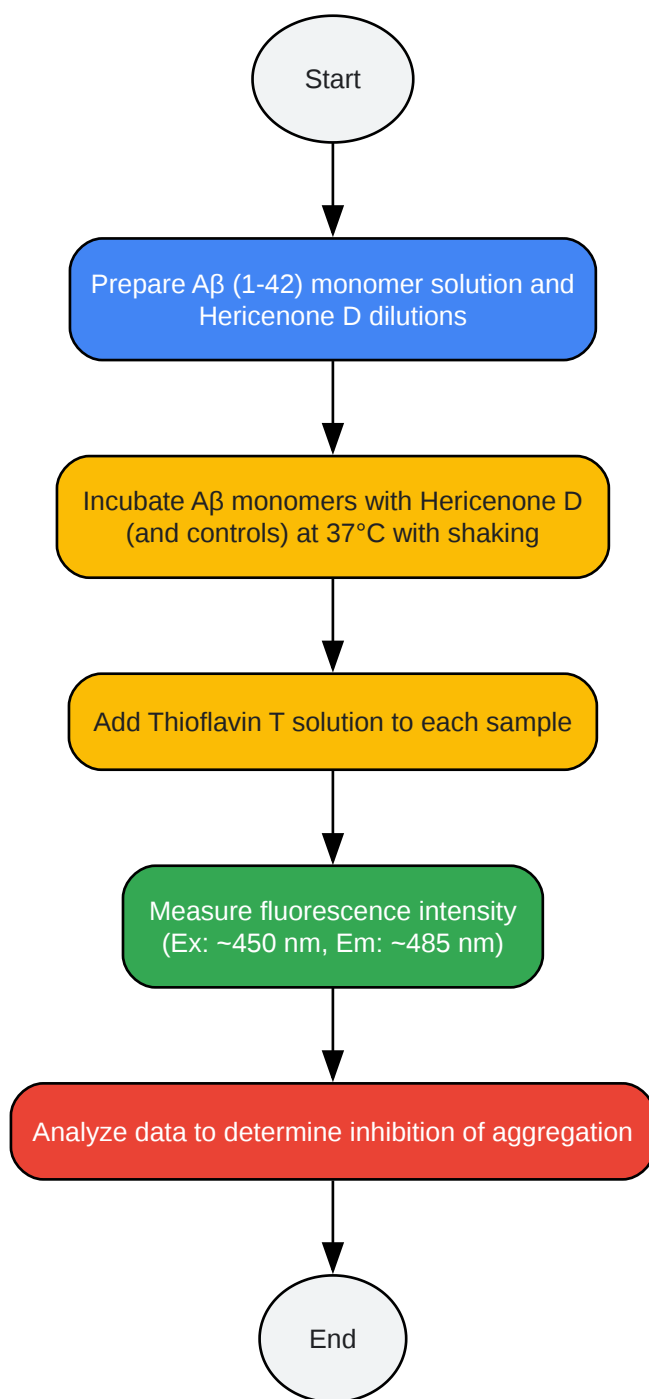 Start
Prepare Aβ (1-42) monomer solution and
Hericenone D dilutions
Incubate Aβ monomers with Hericenone D
(and controls) at 37°C with shaking
Add Thioflavin T solution to each sample
Measure fluorescence intensity
(Ex: ~450 nm, Em: ~485 nm)
Analyze data to determine inhibition of aggregation
End